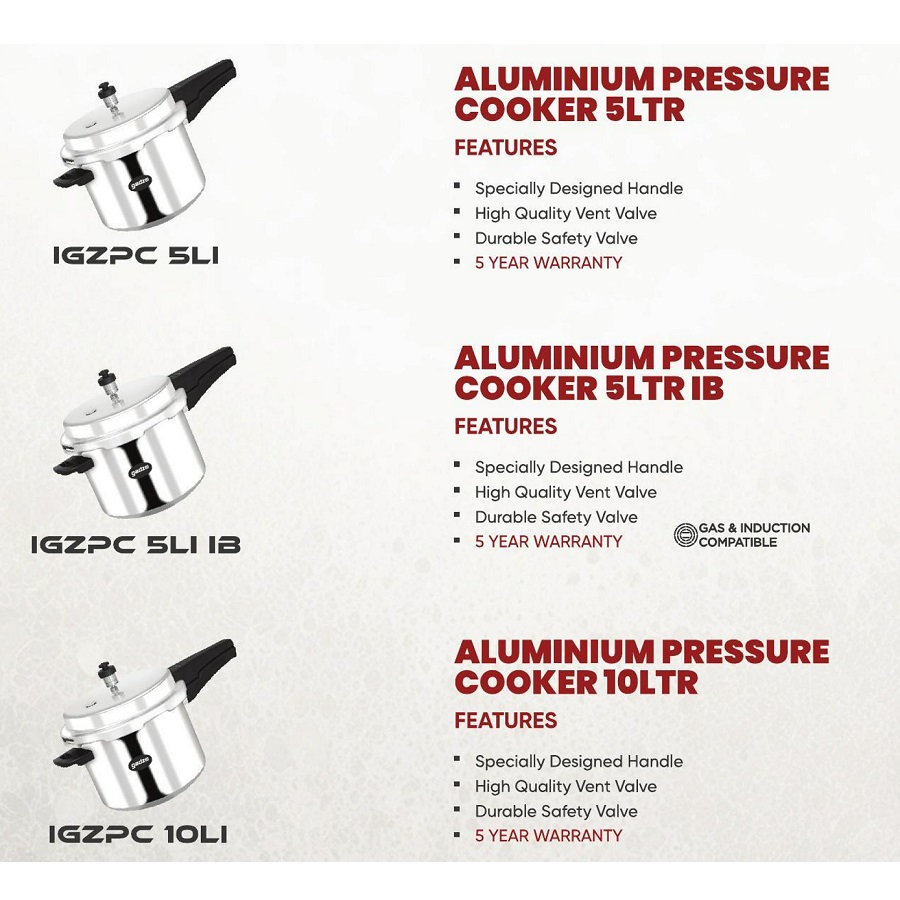 ALUMINIUM PRESSURE
COOKER 5LTR
FEATURES
Specially Designed Handle
High Quality Vent Valve
Durable Safety Valve
5 YEAR WARRANTY
gadze
IGZPC 5LI
ALUMINIUM PRESSURE
COOKER 5LTR IB
FEATURES
Specially Designed Handle
High Quality Vent Valve
Durable Safety Valve
5 YEAR WARRANTY
GAS & INDUCTION
COMPATIBLE
gadze
IGZPC 5LI IB
ALUMINIUM PRESSURE
COOKER 10LTR
FEATURES
Specially Designed Handle
High Quality Vent Valve
Durable Safety Valve
5 YEAR WARRANTY
gadze
IGZPC 10LI